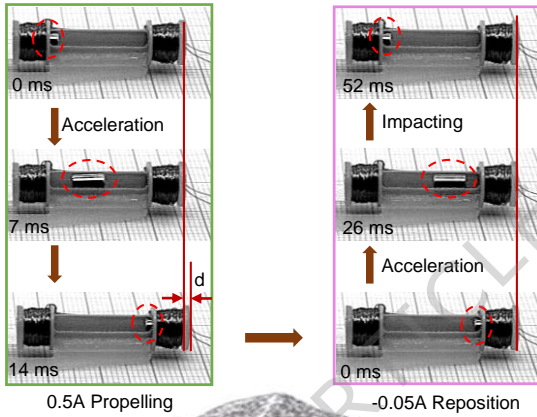 0 ms
Acceleration
7 ms
d
14 ms
0.5A Propelling
52 ms
Impacting
26 ms
Acceleration
0 ms
-0.05A Reposition